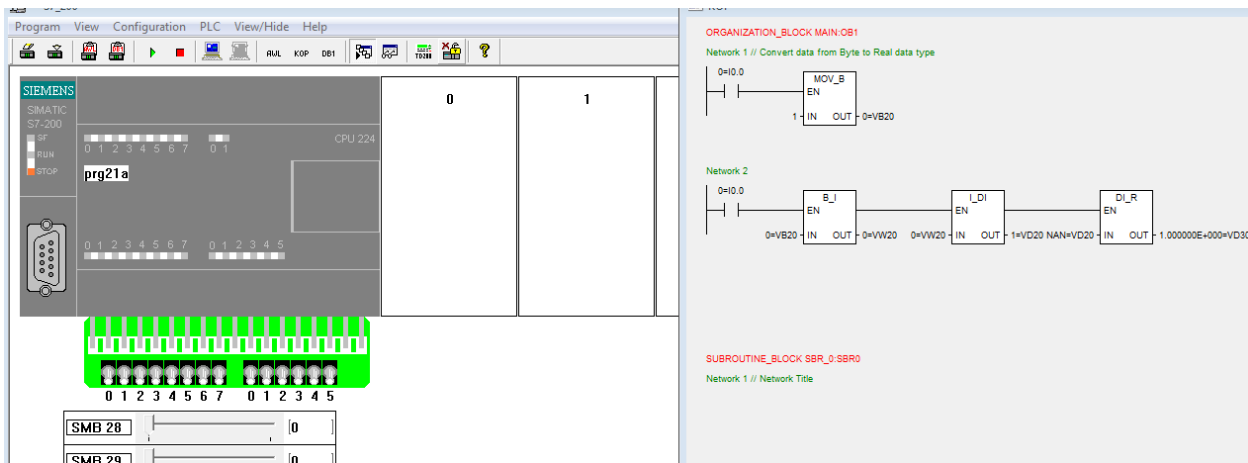 Program View Configuration PLC View/Hide Help
AWL KOP DB1
SIEMENS
SIMATIC
S7-200
SF
RUN
STOP
0 1 2 3 4 5 6 7 0 1
CPU 224
prg21a
0 1 2 3 4 5 6 7 0 1 2 3 4 5
0 1
0 1 2 3 4 5 6 7 0 1 2 3 4 5
SMB 28 [0 ]
SMB 29 [0 ]
ORGANIZATION_BLOCK MAIN:OB1
Network 1 // Convert data from Byte to Real data type
0=I0.0
MOV_B
EN
1 IN OUT 0=VB20
Network 2
0=I0.0
B_I I_DI DI_R
EN EN EN
0=VB20 IN OUT 0=VW20 0=VW20 IN OUT 1=VD20 NAN=VD20 IN OUT 1.000000E+000=VD30
SUBROUTINE_BLOCK SBR_0:SBR0
Network 1 // Network Title